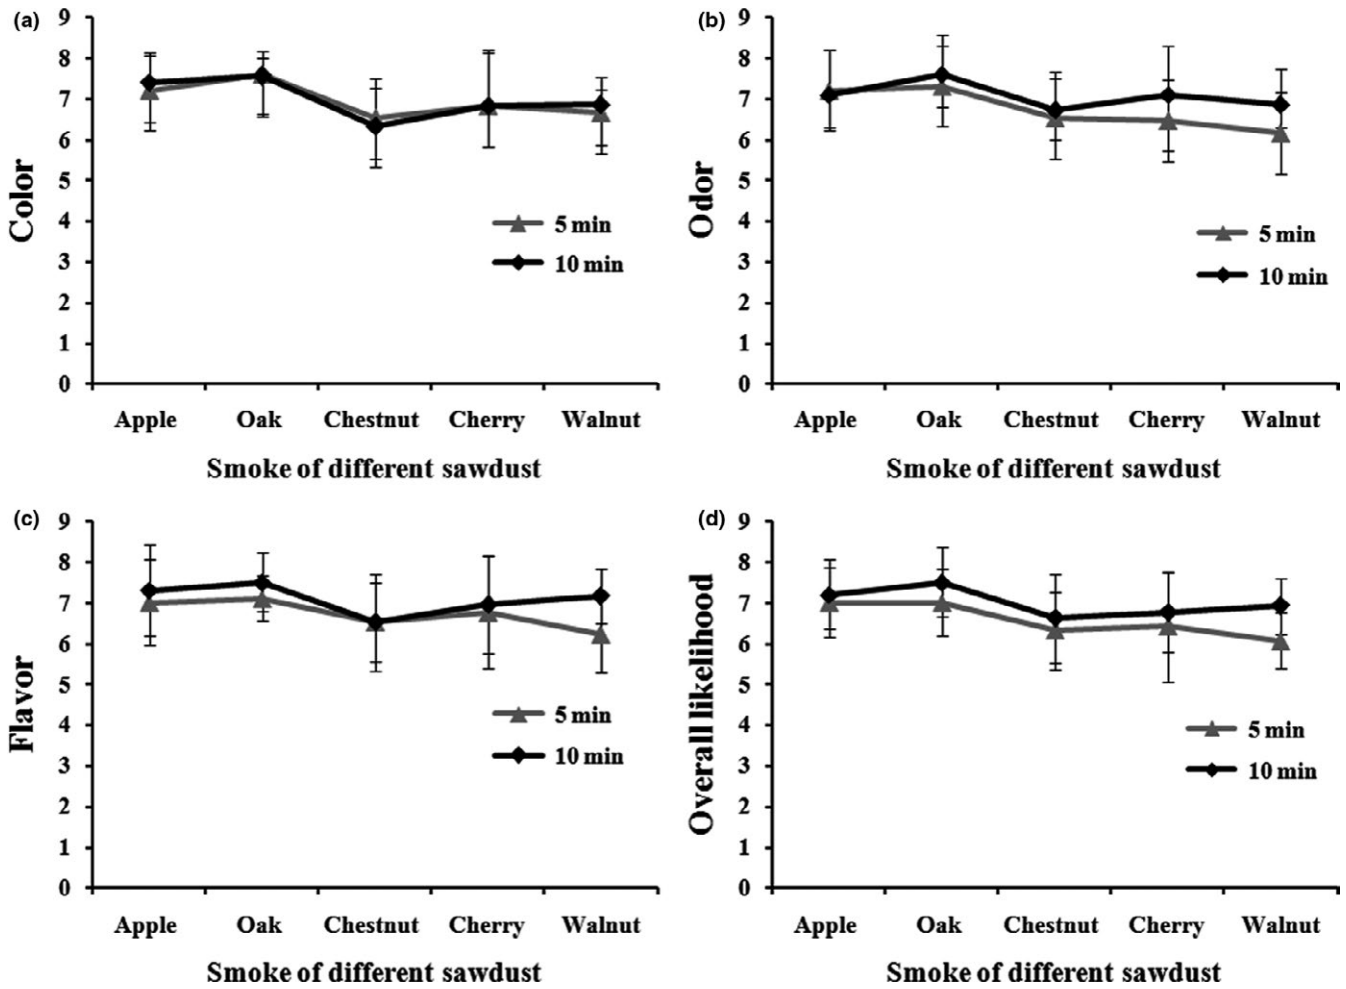 (a)
9
8
7
6
5
4
3
2
1
0
Color
5 min
10 min
Apple Oak Chestnut Cherry Walnut
Smoke of different sawdust
(b)
9
8
7
6
5
4
3
2
1
0
Odor
5 min
10 min
Apple Oak Chestnut Cherry Walnut
Smoke of different sawdust
(c)
9
8
7
6
5
4
3
2
1
0
Flavor
5 min
10 min
Apple Oak Chestnut Cherry Walnut
Smoke of different sawdust
(d)
9
8
7
6
5
4
3
2
1
0
Overall likelihood
5 min
10 min
Apple Oak Chestnut Cherry Walnut
Smoke of different sawdust